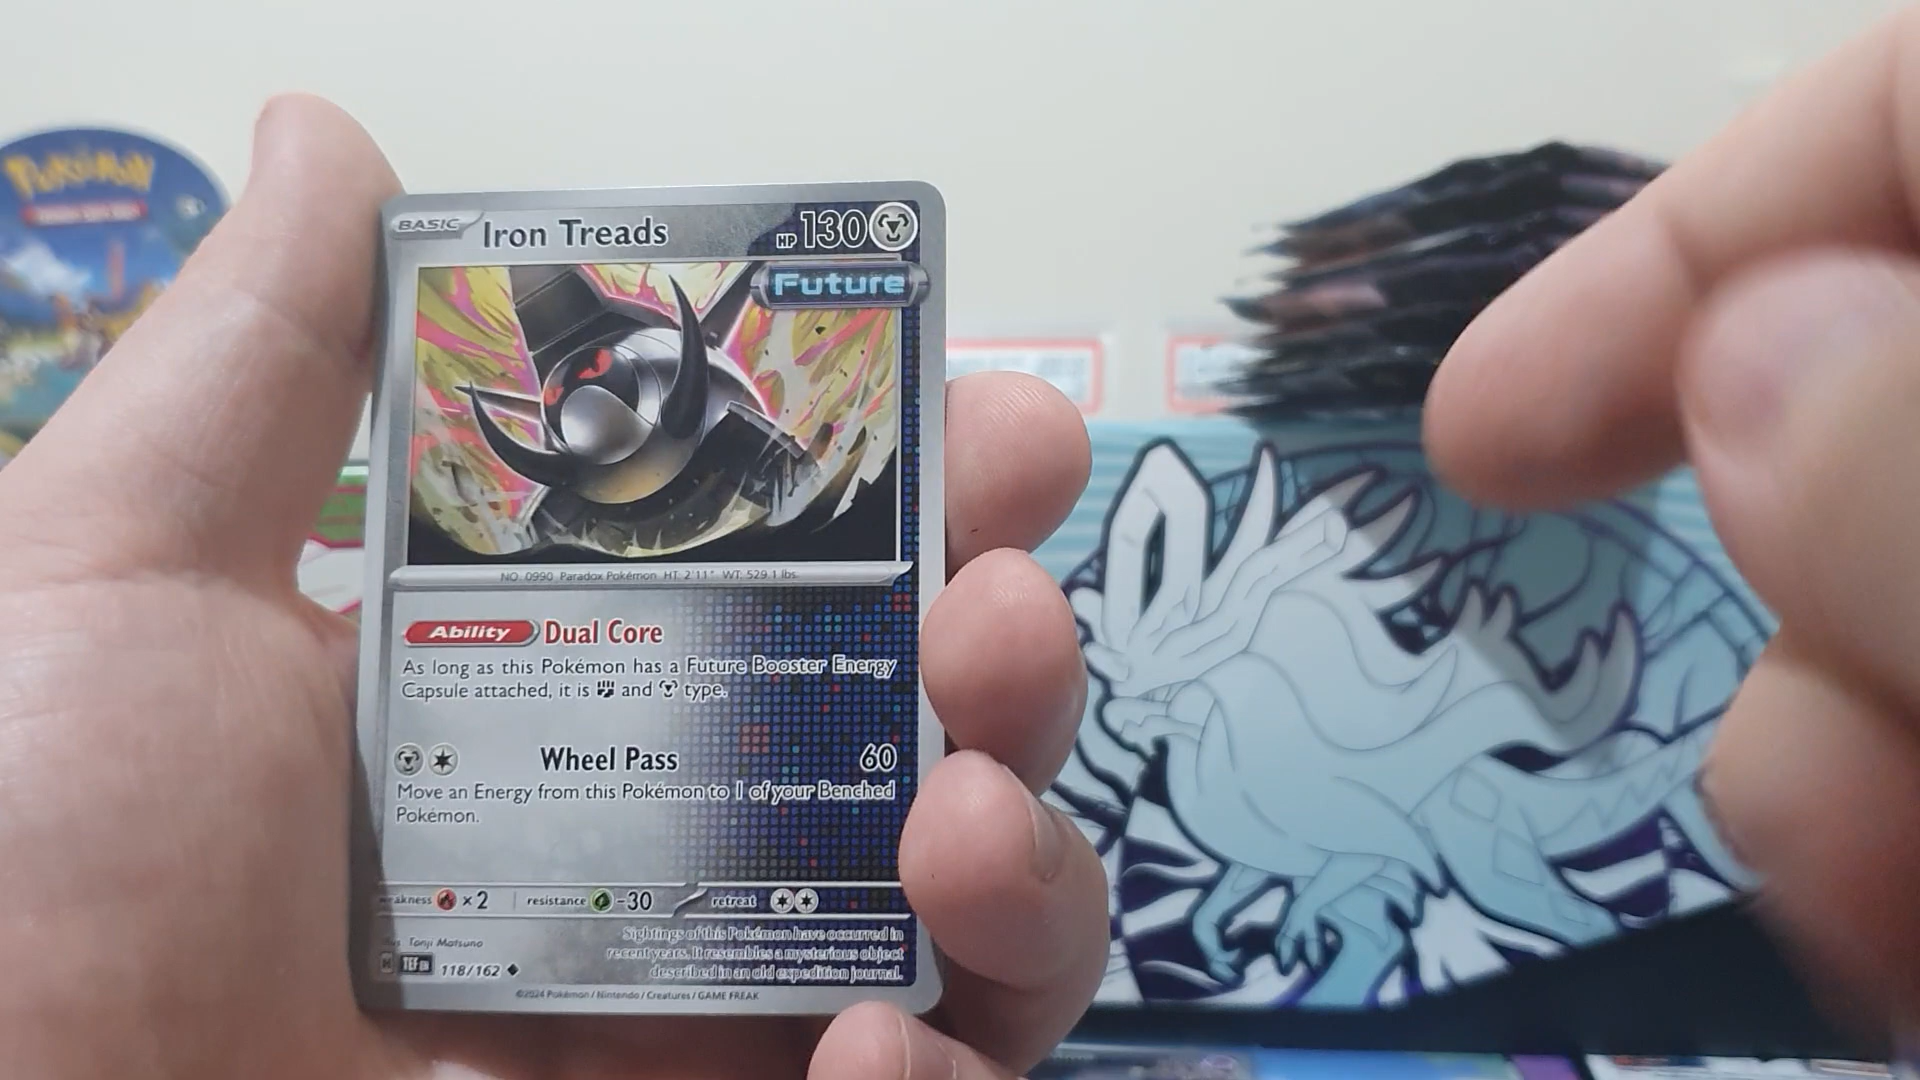 Pokémon
BASIC Iron Treads HP 130
Future
NO. 0990 Paradox Pokémon HT: 2'11" WT: 529.1 lbs.
Ability Dual Core
As long as this Pokémon has a Future Booster Energy
Capsule attached, it is and type.
Wheel Pass 60
Move an Energy from this Pokémon to 1 of your Benched
Pokémon.
weakness ×2 resistance -30 retreat
Sightings of this Pokémon have occurred in
recent years. It resembles a mysterious object
described in an old expedition journal.
Illus. Tonji Matsuno
H TEF EN 118/162
©2024 Pokémon / Nintendo / Creatures / GAME FREAK